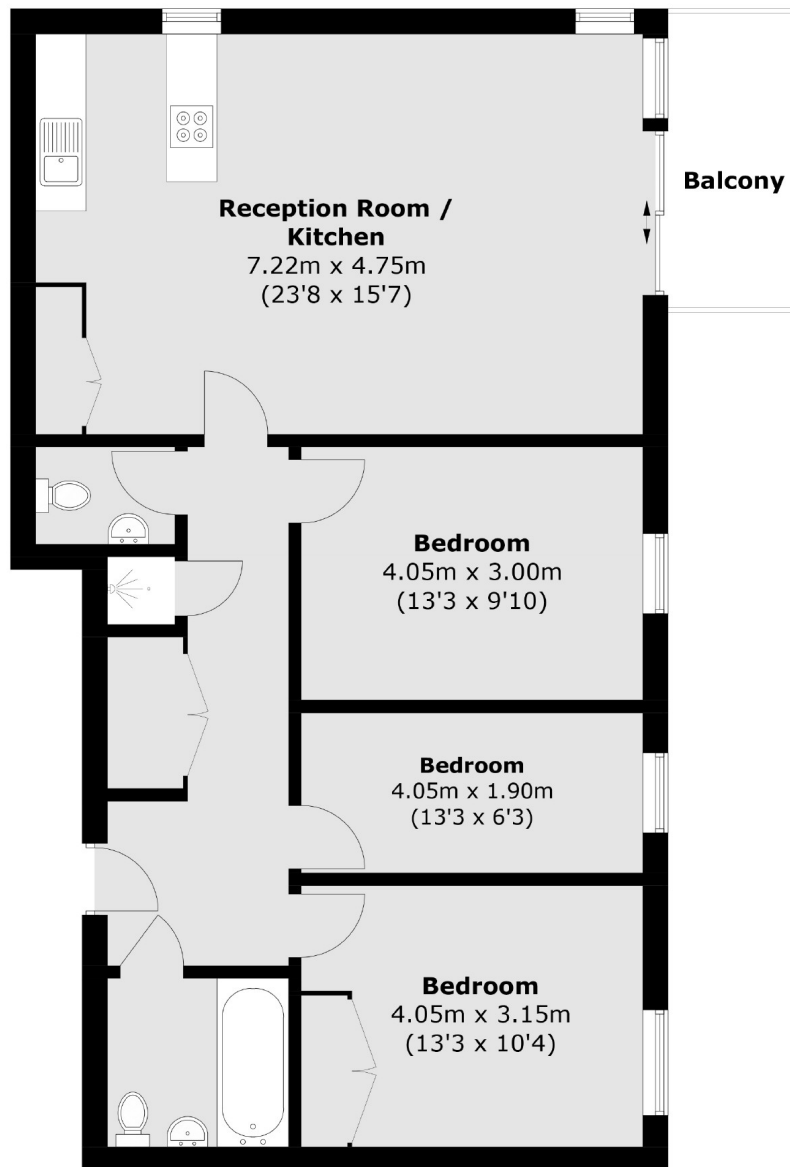 Balcony
Reception Room /
Kitchen
7.22m x 4.75m
(23'8 x 15'7)
Bedroom
4.05m x 3.00m
(13'3 x 9'10)
Bedroom
4.05m x 1.90m
(13'3 x 6'3)
Bedroom
4.05m x 3.15m
(13'3 x 10'4)